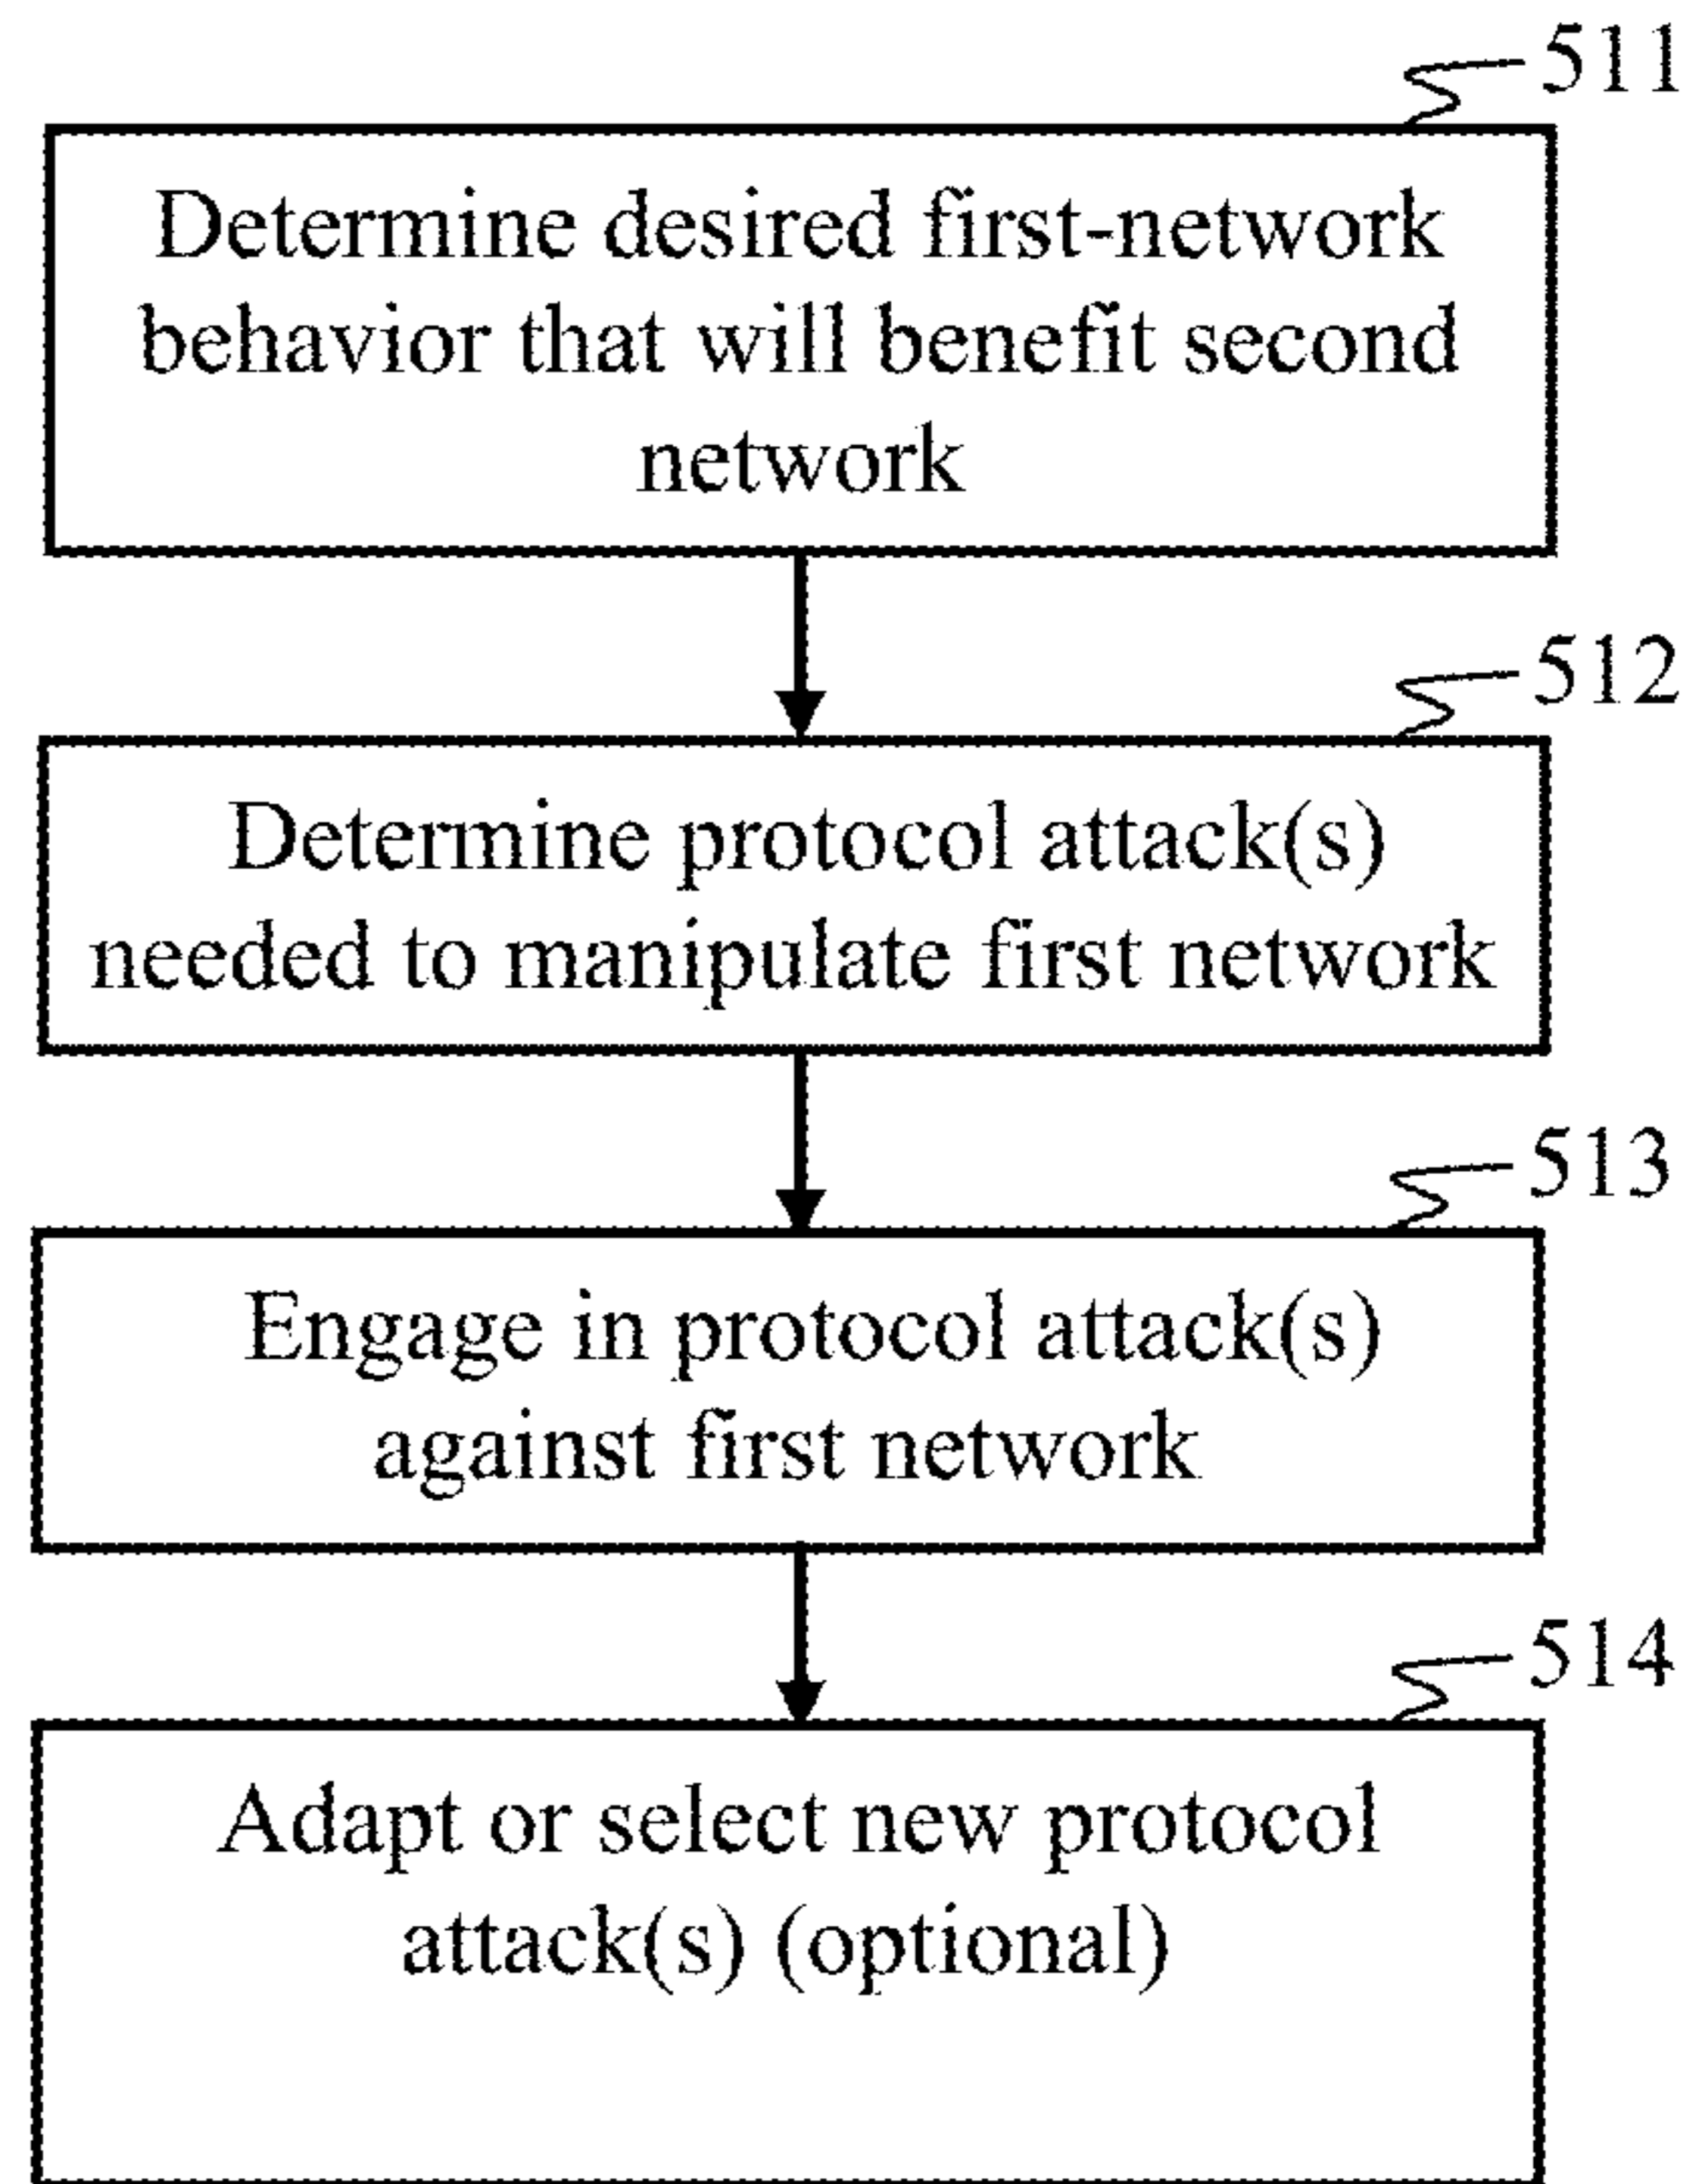 511
Determine desired first-network
behavior that will benefit second
network
512
Determine protocol attack(s)
needed to manipulate first network
513
Engage in protocol attack(s)
against first network
514
Adapt or select new protocol
attack(s) (optional)